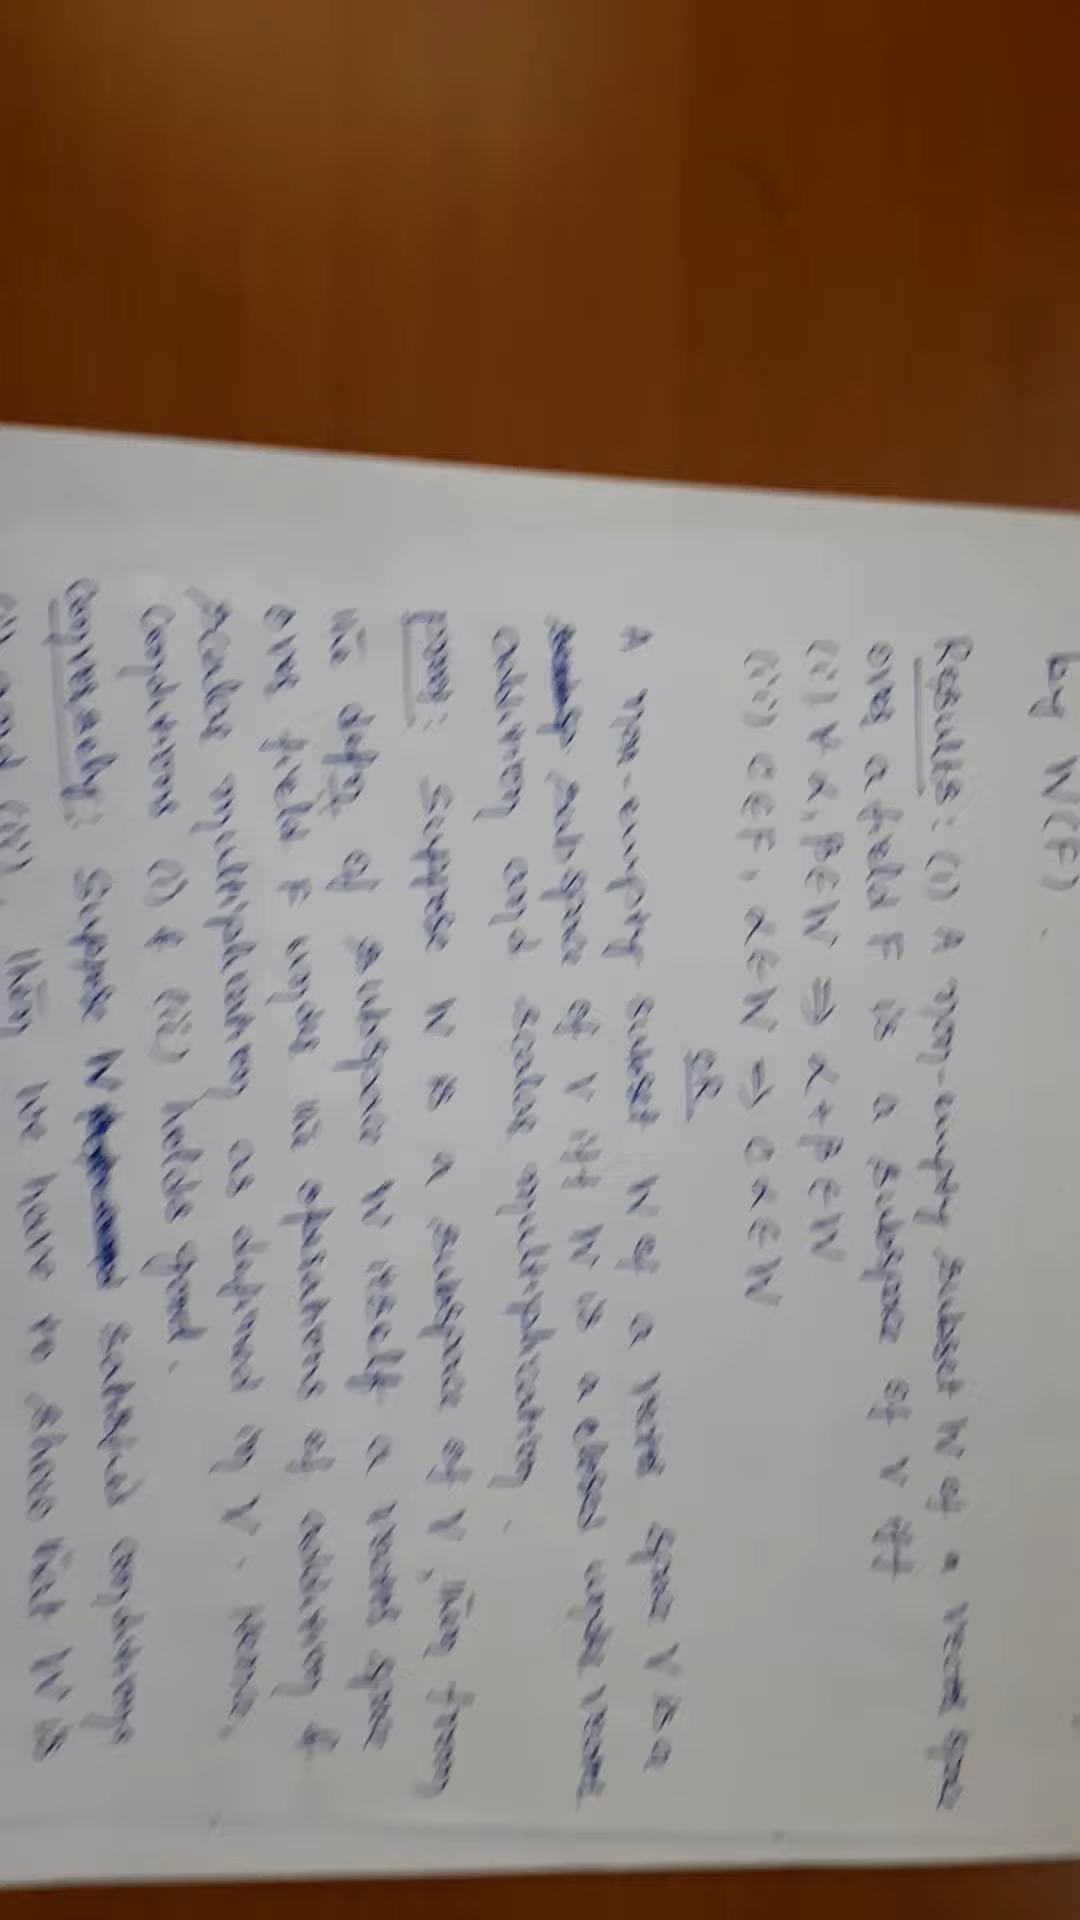 by W(F).
Results: (1) A non-empty subset W of a vector space
over a field F is a subspace of V iff
(i) ∀ α, β ∈ W ⇒ α + β ∈ W
(ii) c ∈ F, α ∈ W ⇒ cα ∈ W
OR
A non-empty subset W of a vector space V is a
subspace of V iff W is a closed under vector
addition and scalar multiplication.
proof: Suppose W is a subspace of V, then from
the defn of subspace W itself a vector space
over field F under the operations of addition &
scalar multiplication as defined in V. Hence,
Conditions (i) & (ii) holds good.
Conversely: Suppose W satisfied conditions
(i) and (ii), then we have to show that W is